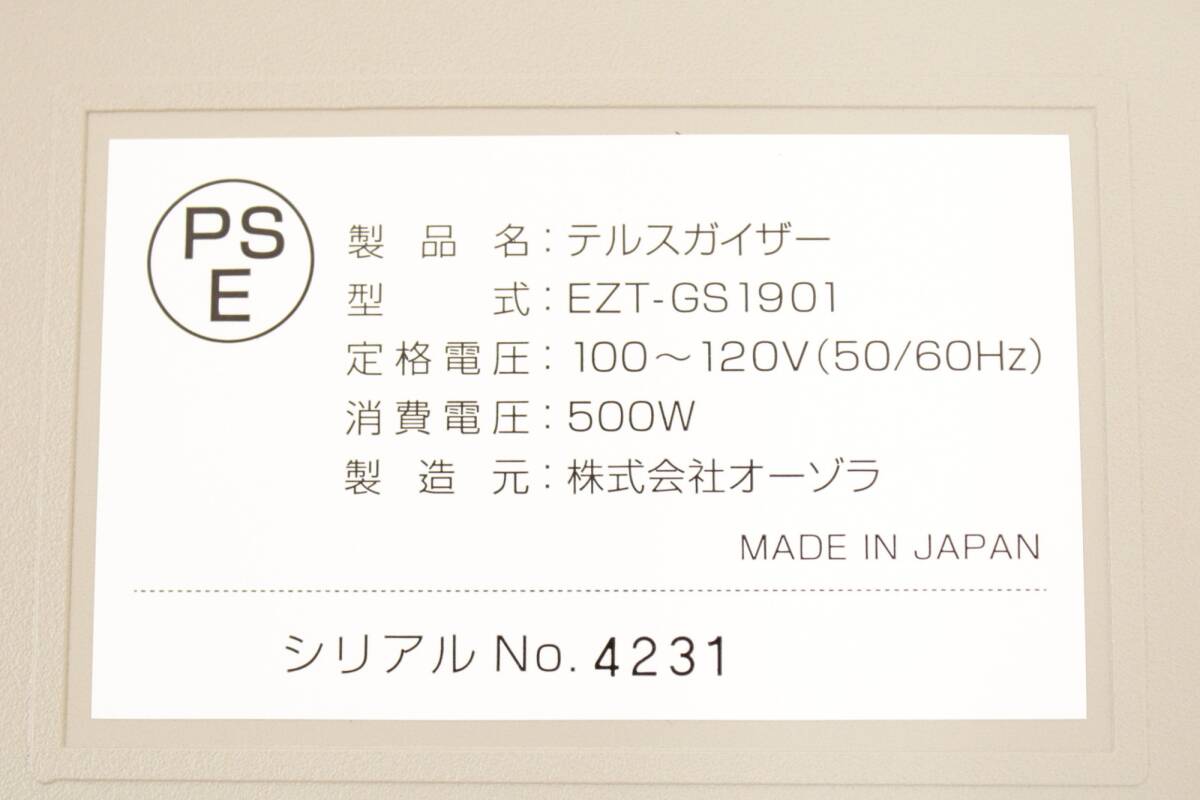 PS
E
製品名：テルスガイザー
型式：EZT-GS1901
定格電圧：100～120V(50/60Hz)
消費電圧：500W
製造元：株式会社オーゾラ
MADE IN JAPAN
シリアルNo. 4231